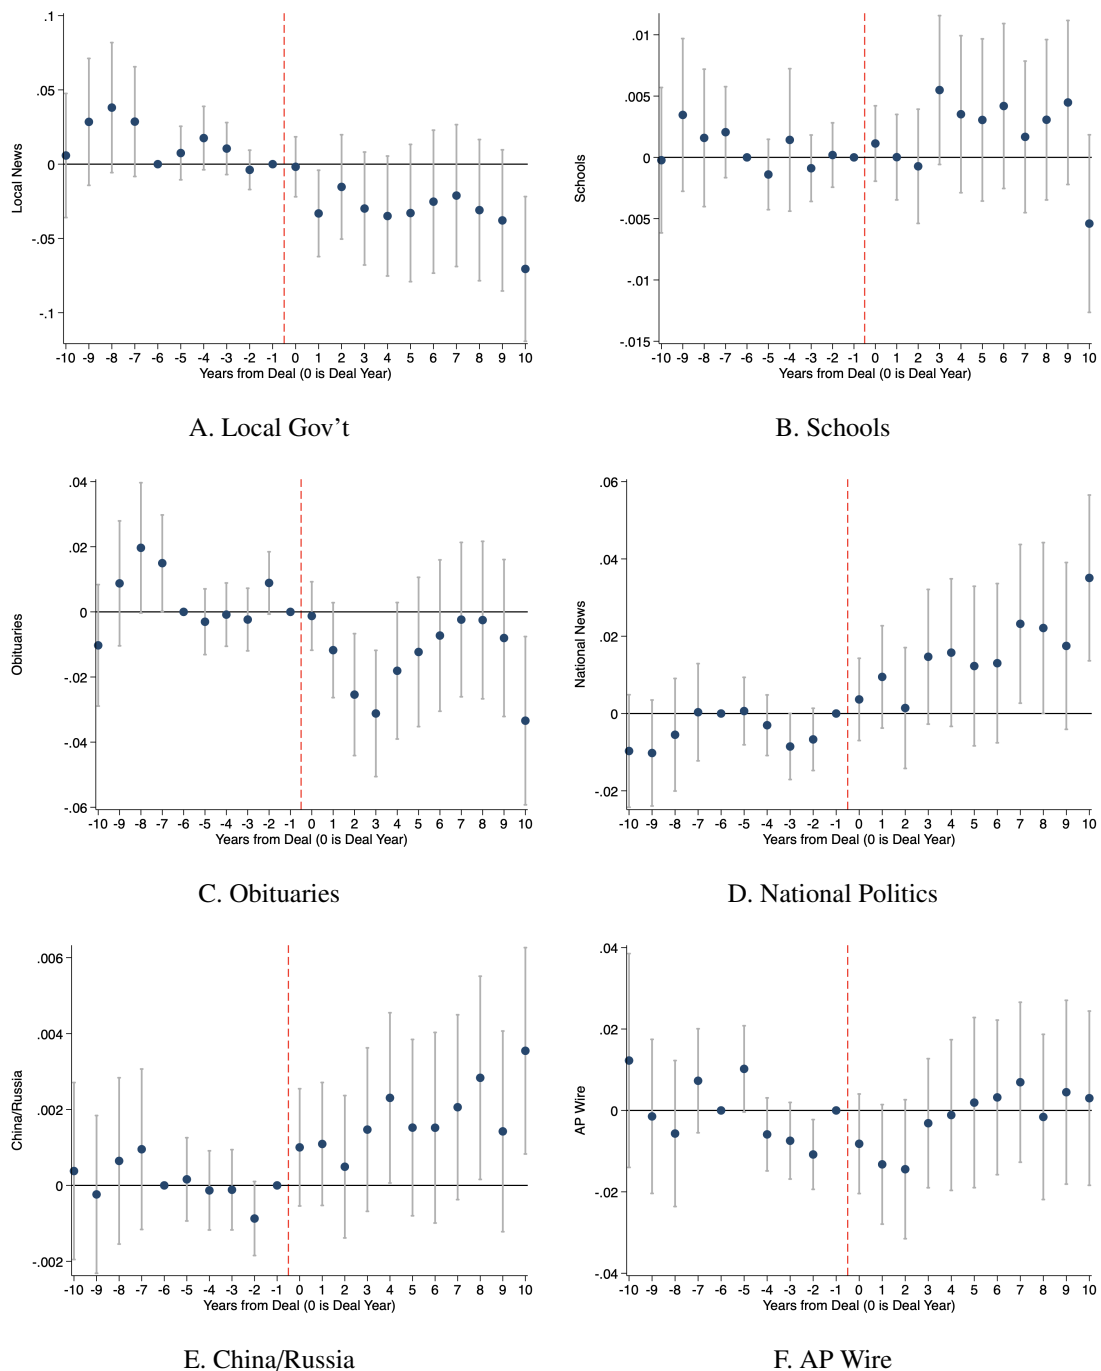 .1
.05
0
-.05
-.1
Local News
-10 -9 -8 -7 -6 -5 -4 -3 -2 -1 0 1 2 3 4 5 6 7 8 9 10
Years from Deal (0 is Deal Year)
A. Local Gov't
.01
.005
0
-.005
-.01
-.015
Schools
-10 -9 -8 -7 -6 -5 -4 -3 -2 -1 0 1 2 3 4 5 6 7 8 9 10
Years from Deal (0 is Deal Year)
B. Schools
.04
.02
0
-.02
-.04
-.06
Obituaries
-10 -9 -8 -7 -6 -5 -4 -3 -2 -1 0 1 2 3 4 5 6 7 8 9 10
Years from Deal (0 is Deal Year)
C. Obituaries
.06
.04
.02
0
-.02
National News
-10 -9 -8 -7 -6 -5 -4 -3 -2 -1 0 1 2 3 4 5 6 7 8 9 10
Years from Deal (0 is Deal Year)
D. National Politics
.006
.004
.002
0
-.002
China/Russia
-10 -9 -8 -7 -6 -5 -4 -3 -2 -1 0 1 2 3 4 5 6 7 8 9 10
Years from Deal (0 is Deal Year)
E. China/Russia
.04
.02
0
-.02
-.04
AP Wire
-10 -9 -8 -7 -6 -5 -4 -3 -2 -1 0 1 2 3 4 5 6 7 8 9 10
Years from Deal (0 is Deal Year)
F. AP Wire